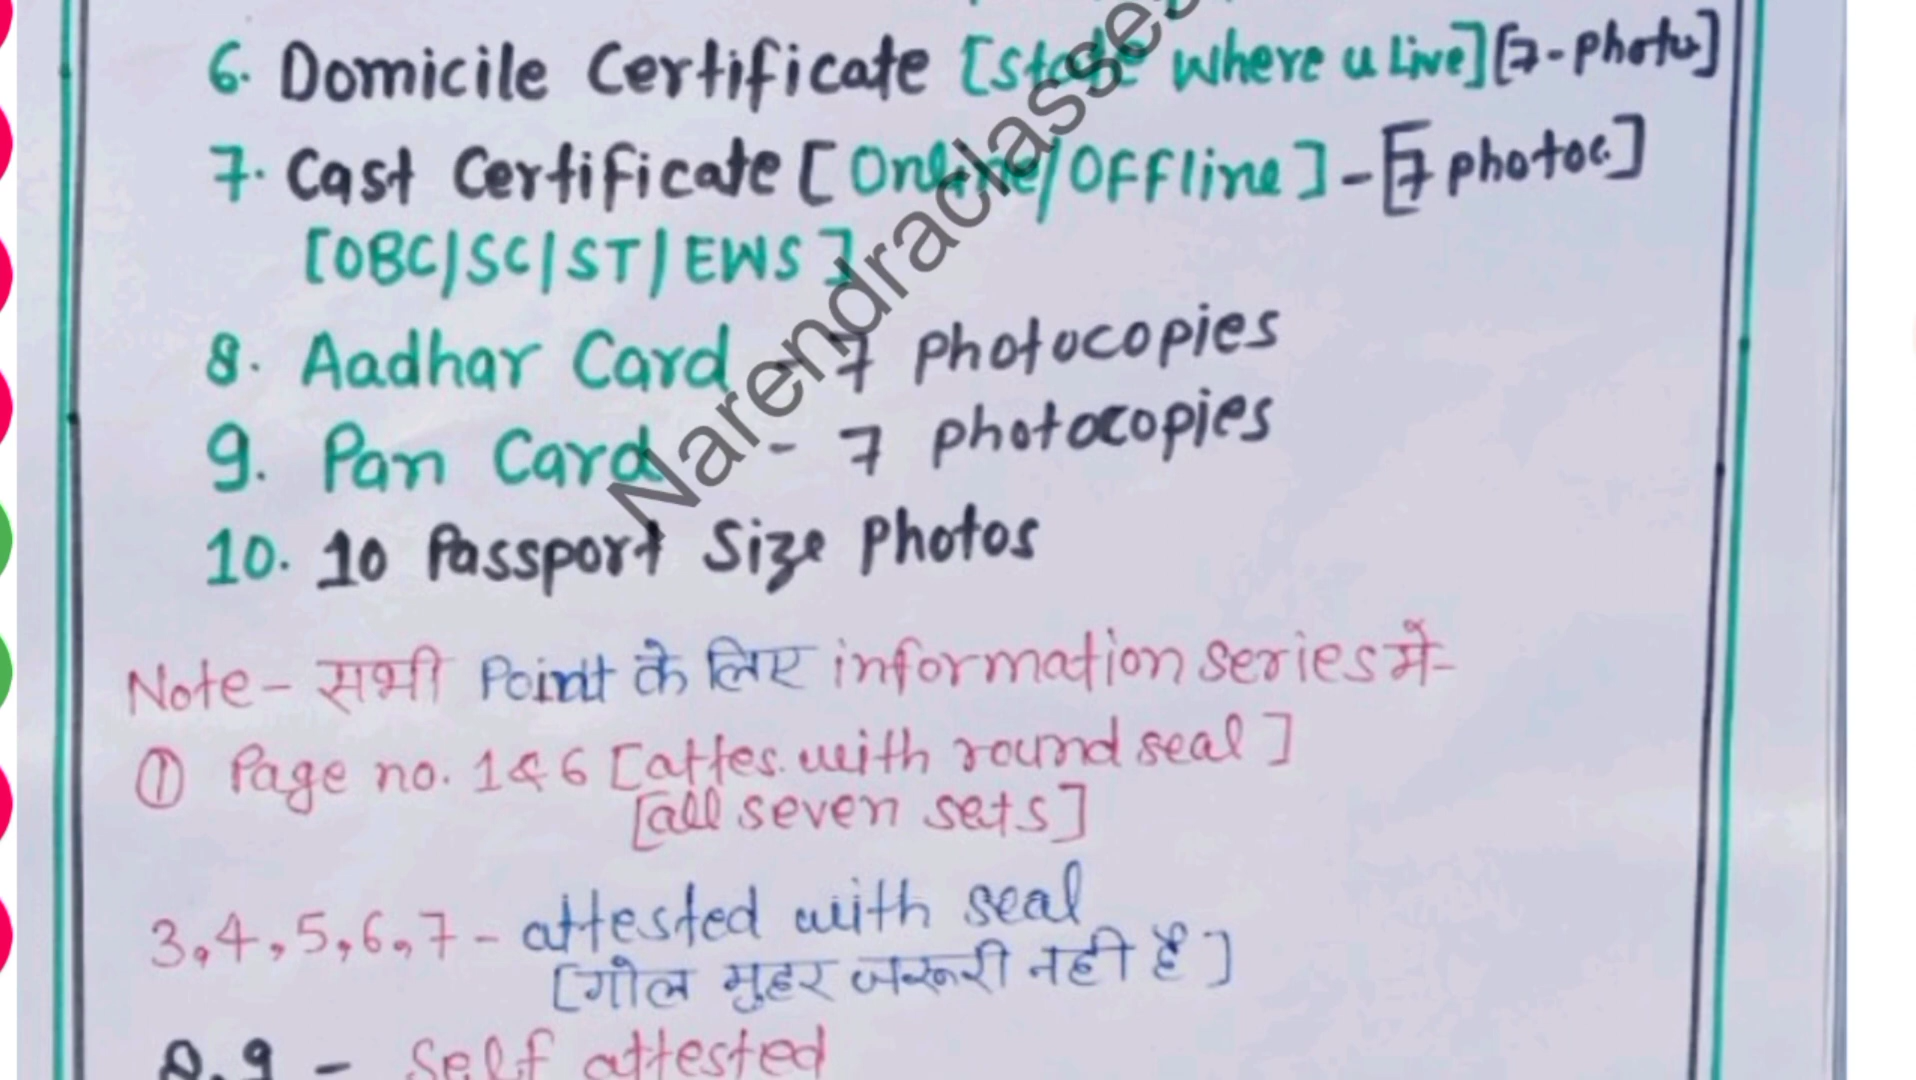 6. Domicile Certificate [state where u Live] [7-photo]
7. Cast Certificate [Online/Offline] - [7 photoc.]
[OBC/SC/ST/EWS]
8. Aadhar Card - 7 photocopies
9. Pan Card - 7 photocopies
10. 10 Passport Size Photos
Note- सभी Point के लिए information series में-
① Page no. 1&6 [attes. with round seal]
[all seven sets]
3,4,5,6,7 - attested with seal
[गोल मुहर जरूरी नहीं है]
8.9 - Self attested
Narendraclasses